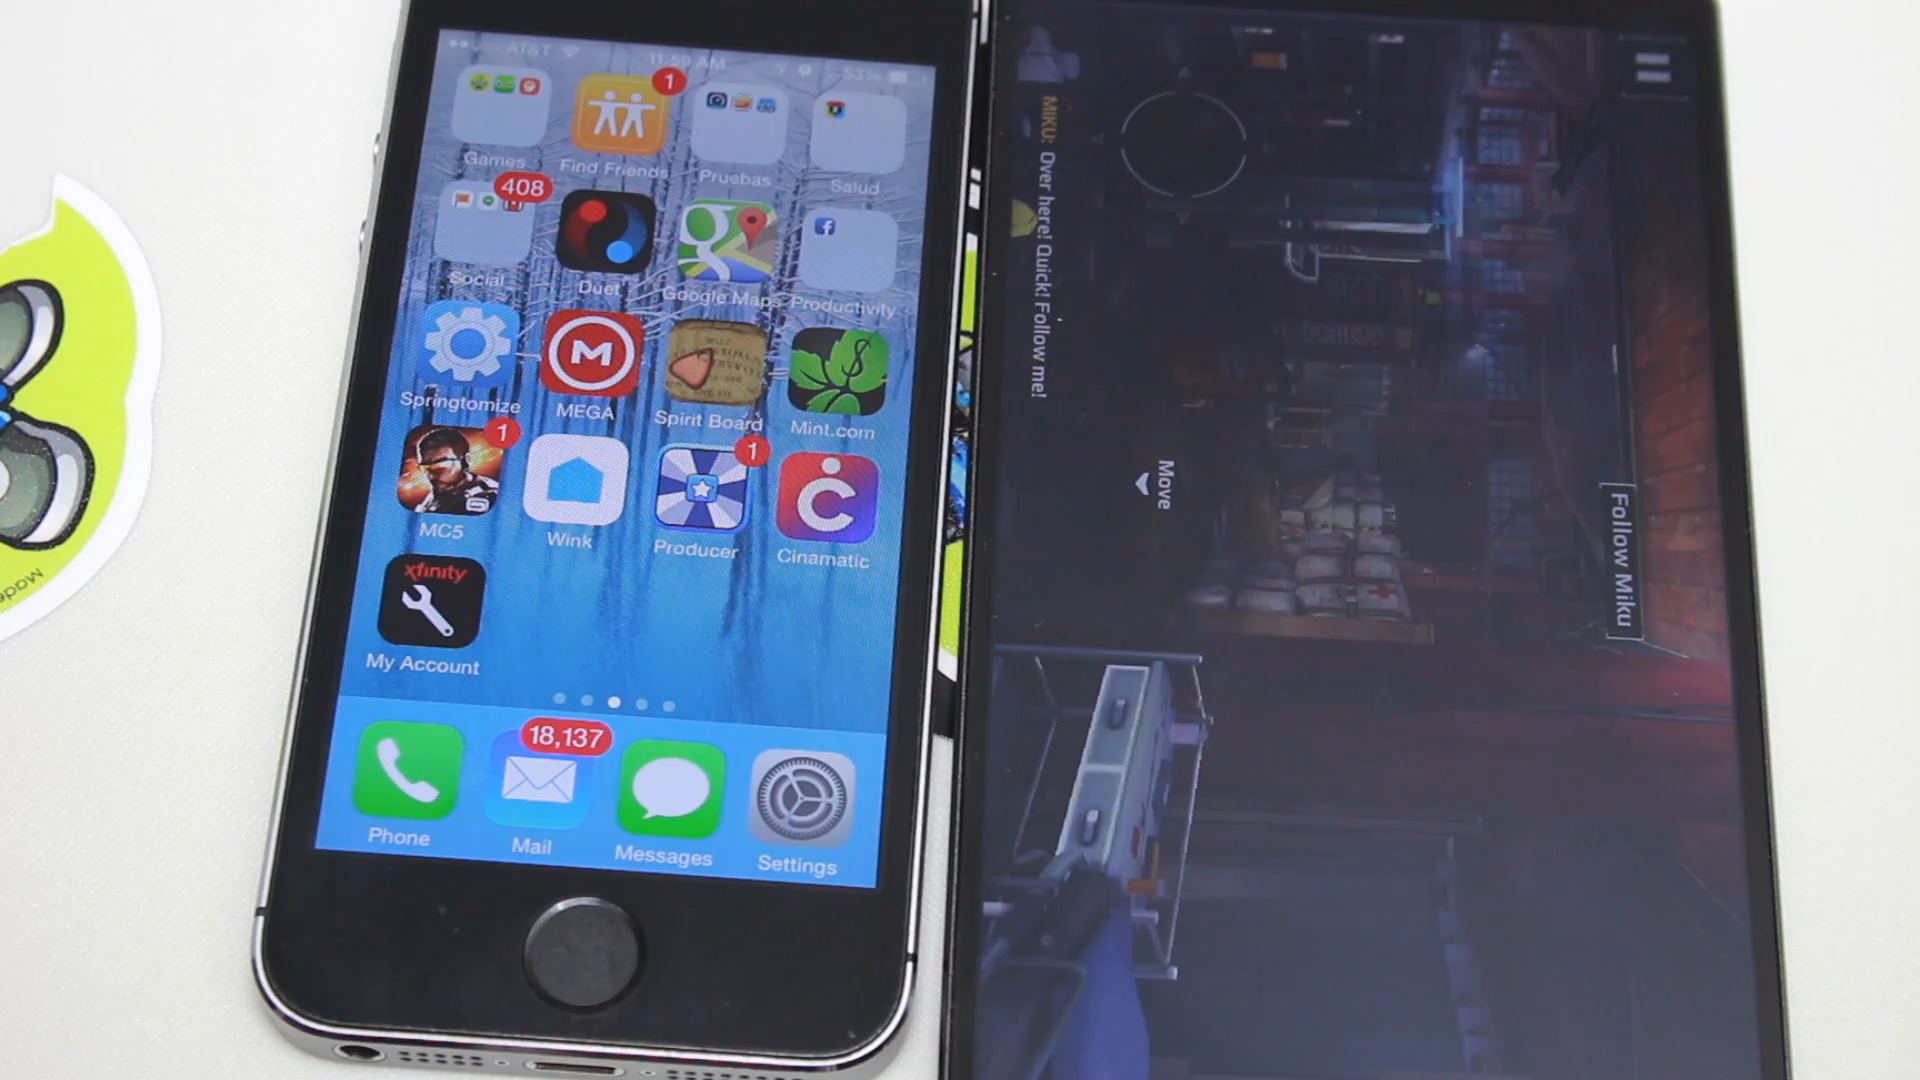 AT&T
11:59 AM
53%
1
Games
Find Friends
Pruebas
Salud
408
Social
Duet
Google Maps
Productivity
Springtomize
MEGA
Spirit Board
Mint.com
1
MC5
Wink
1
Producer
Cinamatic
xfinity
My Account
18,137
Phone
Mail
Messages
Settings
MIKU: Over here! Quick! Follow me!
Move
Follow Miku
Made